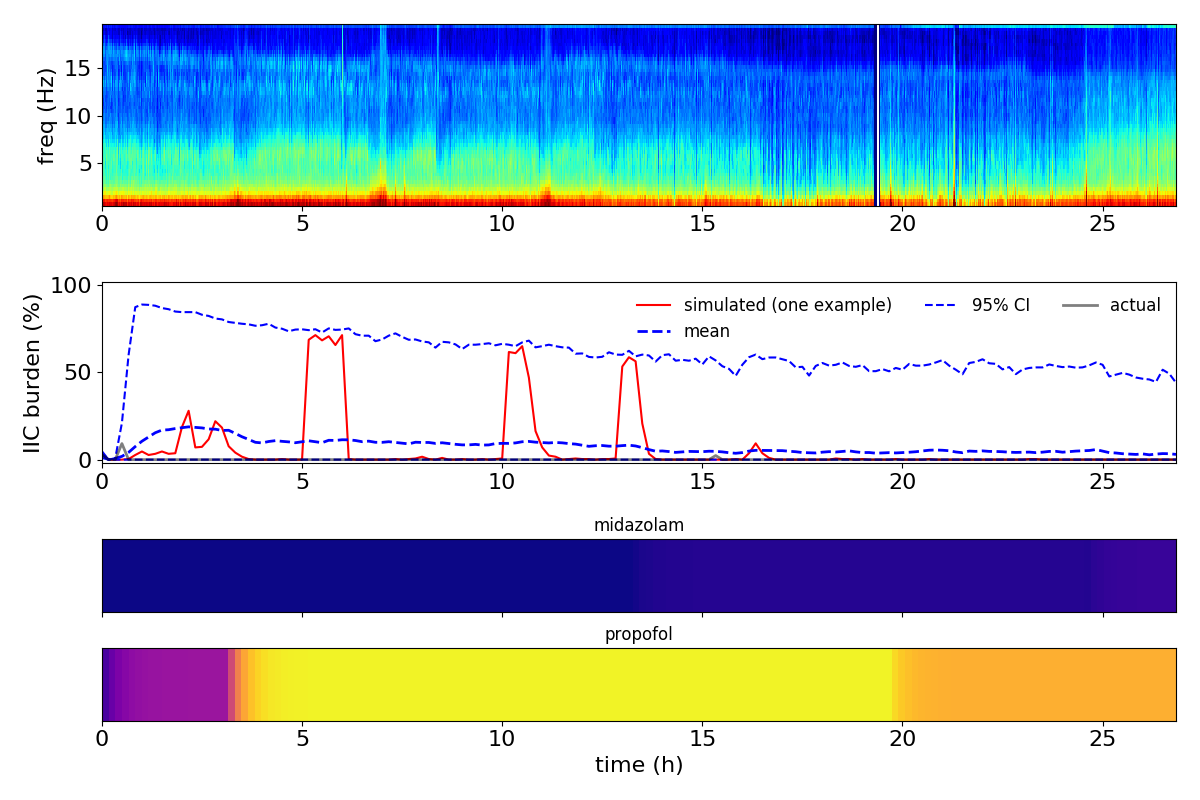 freq (Hz)
15
10
5
0 5 10 15 20 25
IIC burden (%)
100
50
0
simulated (one example)
mean
95% CI
actual
0 5 10 15 20 25
midazolam
propofol
0 5 10 15 20 25
time (h)